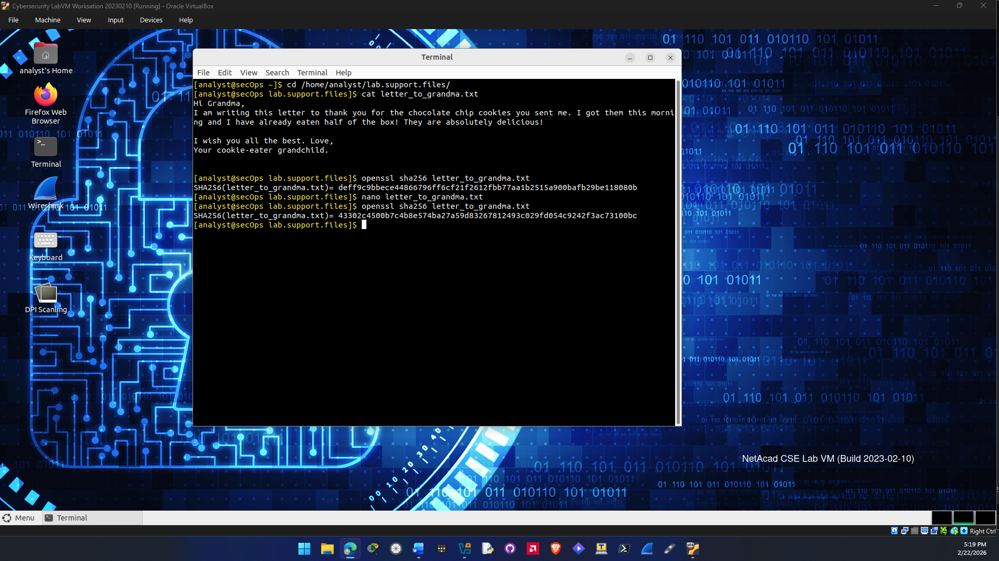 Cybersecurity LabVM Worksation 20230210 [Running] - Oracle VirtualBox
File Machine View Input Devices Help
analyst's Home
Firefox Web
Browser
Terminal
Wireshark
Keyboard
DPI Scanling
Terminal
File Edit View Search Terminal Help
[analyst@secOps ~]$ cd /home/analyst/lab.support.files/
[analyst@secOps lab.support.files]$ cat letter_to_grandma.txt
Hi Grandma,
I am writing this letter to thank you for the chocolate chip cookies you sent me. I got them this morni
ng and I have already eaten half of the box! They are absolutely delicious!
I wish you all the best. Love,
Your cookie-eater grandchild.
[analyst@secOps lab.support.files]$ openssl sha256 letter_to_grandma.txt
SHA256(letter_to_grandma.txt)= deff9c9bbece44866796ff6cf21f2612fbb77aa1b2515a900bafb29be118080b
[analyst@secOps lab.support.files]$ nano letter_to_grandma.txt
[analyst@secOps lab.support.files]$ openssl sha256 letter_to_grandma.txt
SHA256(letter_to_grandma.txt)= 43302c4500b7c4b8e574ba27a59d83267812493c029fd054c9242f3ac73100bc
[analyst@secOps lab.support.files]$
NetAcad CSE Lab VM (Build 2023-02-10)
Menu Terminal
Right Ctrl
5:19 PM
2/22/2026